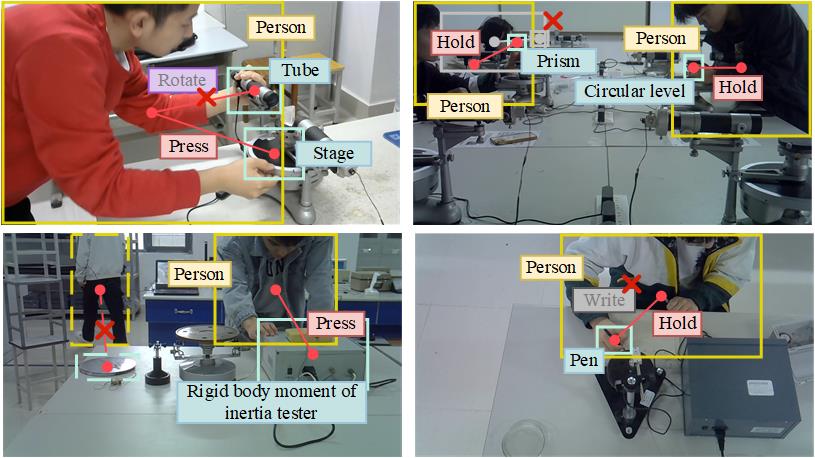 Person
Rotate
Tube
Press
Stage
Hold
Person
Prism
Circular level
Hold
Person
Person
Press
Rigid body moment of
inertia tester
Person
Write
Hold
Pen